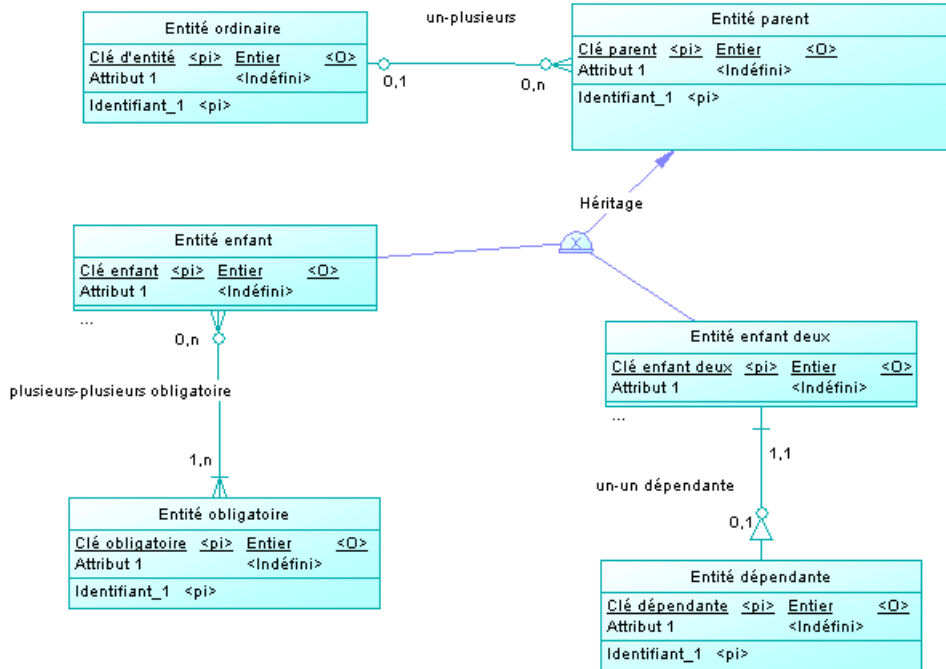 un-plusieurs
Entité ordinaire
Clé d'entité <pi> Entier <O>
Attribut 1 <Indéfini>
Identifiant_1 <pi>
0,1
0,n
Entité parent
Clé parent <pi> Entier <O>
Attribut 1 <Indéfini>
Identifiant_1 <pi>
Héritage
X
Entité enfant
Clé enfant <pi> Entier <O>
Attribut 1 <Indéfini>
...
0,n
plusieurs-plusieurs obligatoire
1,n
Entité obligatoire
Clé obligatoire <pi> Entier <O>
Attribut 1 <Indéfini>
Identifiant_1 <pi>
Entité enfant deux
Clé enfant deux <pi> Entier <O>
Attribut 1 <Indéfini>
...
1,1
un-un dépendante
0,1
Entité dépendante
Clé dépendante <pi> Entier <O>
Attribut 1 <Indéfini>
Identifiant_1 <pi>